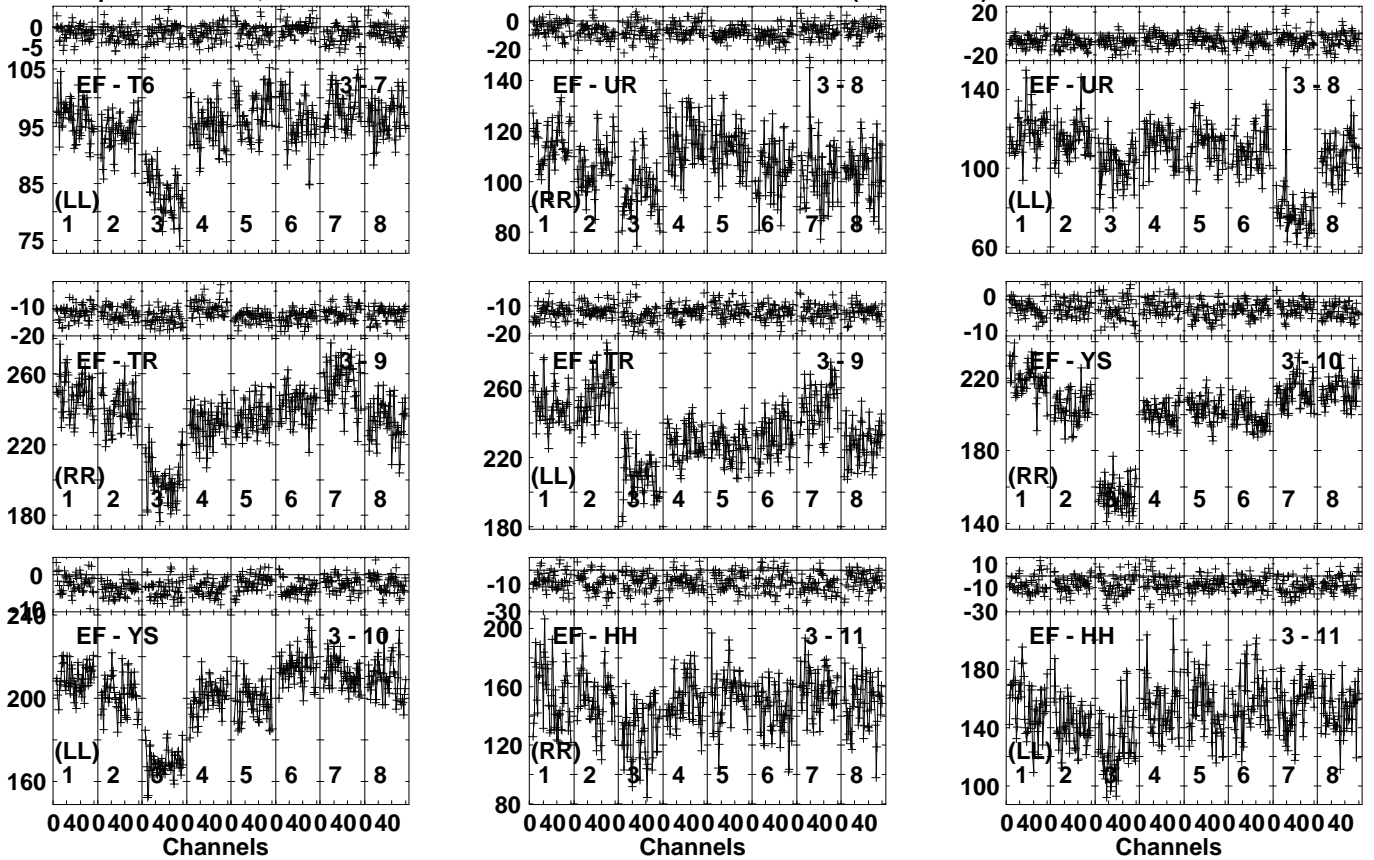 0 0 20
-5 -20 -20
105 EF - T6 3 - 7 140 EF - UR 3 - 8 140 EF - UR 3 - 8
95 120
85 100 100
(LL) (RR) (LL)
1 2 3 4 5 6 7 8 1 2 3 4 5 6 7 8 1 2 3 4 5 6 7 8
75 80 60
-10 -10 0
-20 -20 -10
260 EF - TR 3 - 9 260 EF - TR 3 - 9 220 EF - YS 3 - 10
220 220 180
(RR) (LL) (RR)
1 2 3 4 5 6 7 8 1 2 3 4 5 6 7 8 1 2 3 4 5 6 7 8
180 180 140
0 -10 10
-10 -30 -10
-30
240 EF - YS 3 - 10 200 EF - HH 3 - 11 180 EF - HH 3 - 11
200 160 140
(LL) 120 (RR) (LL)
160 1 2 3 4 5 6 7 8 1 2 3 4 5 6 7 8 100 1 2 3 4 5 6 7 8
80
0 40 0 40 0 40 0 40 0 40 0 40 0 40 0 40 0 40 0 40 0 40 0 40 0 40 0 40 0 40 0 40 0 40 0 40 0 40 0 40 0 40 0 40 0 40 0 40
Channels Channels Channels